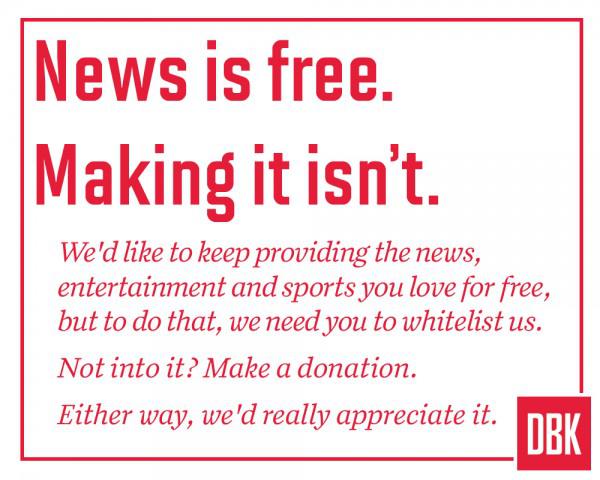 News is free.
Making it isn’t.
We'd like to keep providing the news,
entertainment and sports you love for free,
but to do that, we need you to whitelist us.
Not into it? Make a donation.
Either way, we'd really appreciate it.
DBK